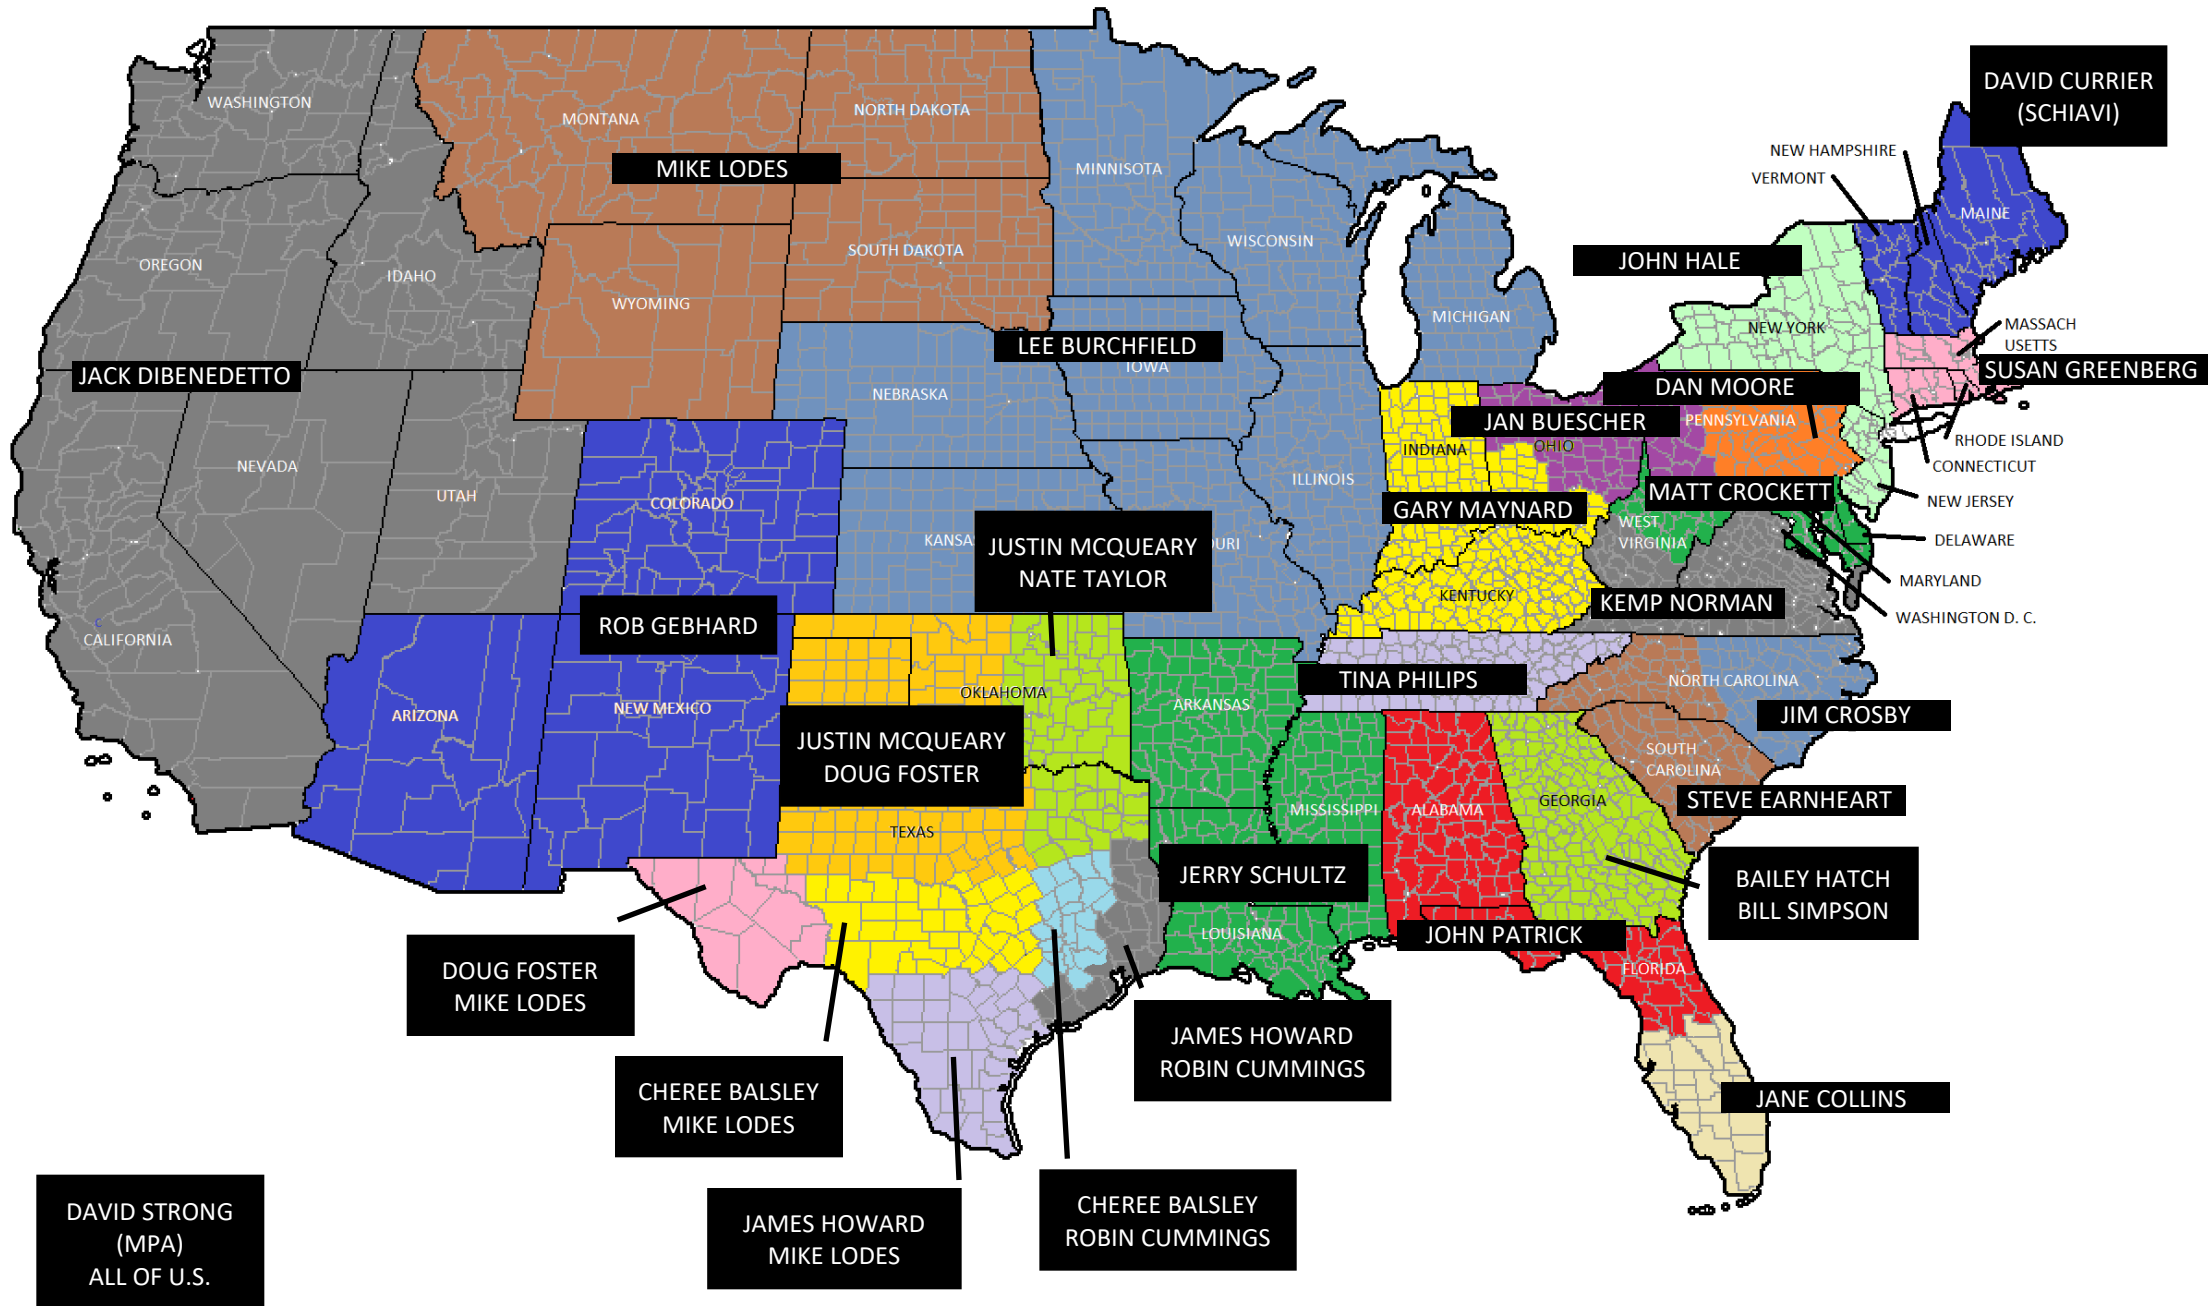 DAVID CURRIER
(SCHIAVI)
WASHINGTON
MONTANA
NORTH DAKOTA
NEW HAMPSHIRE
VERMONT
MIKE LODES
MINNISOTA
MAINE
OREGON
IDAHO
SOUTH DAKOTA
WISCONSIN
JOHN HALE
WYOMING
MICHIGAN
NEW YORK
MASSACH
USETTS
LEE BURCHFIELD
IOWA
JACK DIBENEDETTO
SUSAN GREENBERG
DAN MOORE
NEBRASKA
JAN BUESCHER
PENNSYLVANIA
INDIANA
OHIO
RHODE ISLAND
CONNECTICUT
NEVADA
UTAH
COLORADO
ILLINOIS
MATT CROCKETT
NEW JERSEY
GARY MAYNARD
WEST
VIRGINIA
KANSA
OURI
DELAWARE
JUSTIN MCQUEARY
NATE TAYLOR
MARYLAND
KENTUCKY
KEMP NORMAN
WASHINGTON D. C.
C
CALIFORNIA
ROB GEBHARD
TINA PHILIPS
NORTH CAROLINA
OKLAHOMA
ARIZONA
NEW MEXICO
ARKANSAS
JIM CROSBY
JUSTIN MCQUEARY
DOUG FOSTER
SOUTH
CAROLINA
MISSISSIPPI
ALABAMA
GEORGIA
STEVE EARNHEART
TEXAS
JERRY SCHULTZ
BAILEY HATCH
BILL SIMPSON
LOUISIANA
JOHN PATRICK
FLORIDA
DOUG FOSTER
MIKE LODES
JAMES HOWARD
ROBIN CUMMINGS
CHEREE BALSLEY
MIKE LODES
JANE COLLINS
CHEREE BALSLEY
ROBIN CUMMINGS
JAMES HOWARD
MIKE LODES
DAVID STRONG
(MPA)
ALL OF U.S.